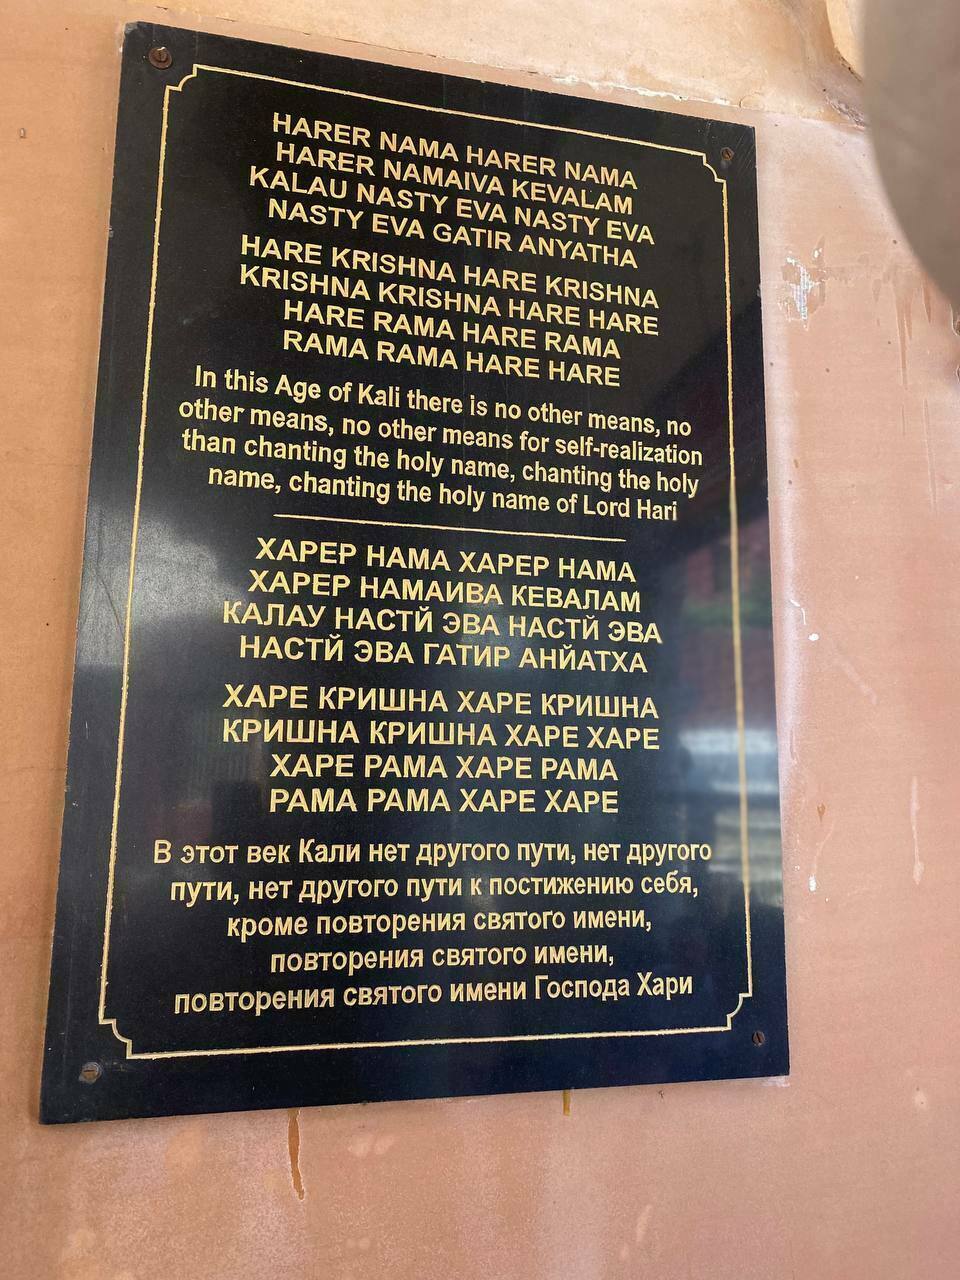 HARER NAMA HARER NAMA
HARER NAMAIVA KEVALAM
KALAU NASTY EVA NASTY EVA
NASTY EVA GATIR ANYATHA
HARE KRISHNA HARE KRISHNA
KRISHNA KRISHNA HARE HARE
HARE RAMA HARE RAMA
RAMA RAMA HARE HARE
In this Age of Kali there is no other means, no
other means, no other means for self-realization
than chanting the holy name, chanting the holy
name, chanting the holy name of Lord Hari
ХАРЕР НАМА ХАРЕР НАМА
ХАРЕР НАМАИВА КЕВАЛАМ
КАЛАУ НАСТЙ ЭВА НАСТЙ ЭВА
НАСТЙ ЭВА ГАТИР АНЙАТХА
ХАРЕ КРИШНА ХАРЕ КРИШНА
КРИШНА КРИШНА ХАРЕ ХАРЕ
ХАРЕ РАМА ХАРЕ РАМА
РАМА РАМА ХАРЕ ХАРЕ
В этот век Кали нет другого пути, нет другого
пути, нет другого пути к постижению себя,
кроме повторения святого имени,
повторения святого имени,
повторения святого имени Господа Хари